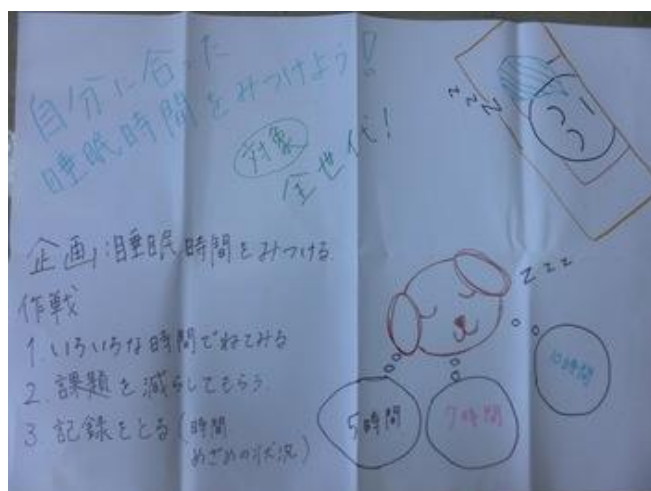 自分に合った
睡眠時間をみつけよう!
対象
全世代!
z z z
企画:睡眠時間をみつける
作戦
1. いろいろな時間でねてみる
2. 課題を減らしてもらう
3. 記録をとる(時間
めざめの状況)
z z z
5時間
7時間
10時間